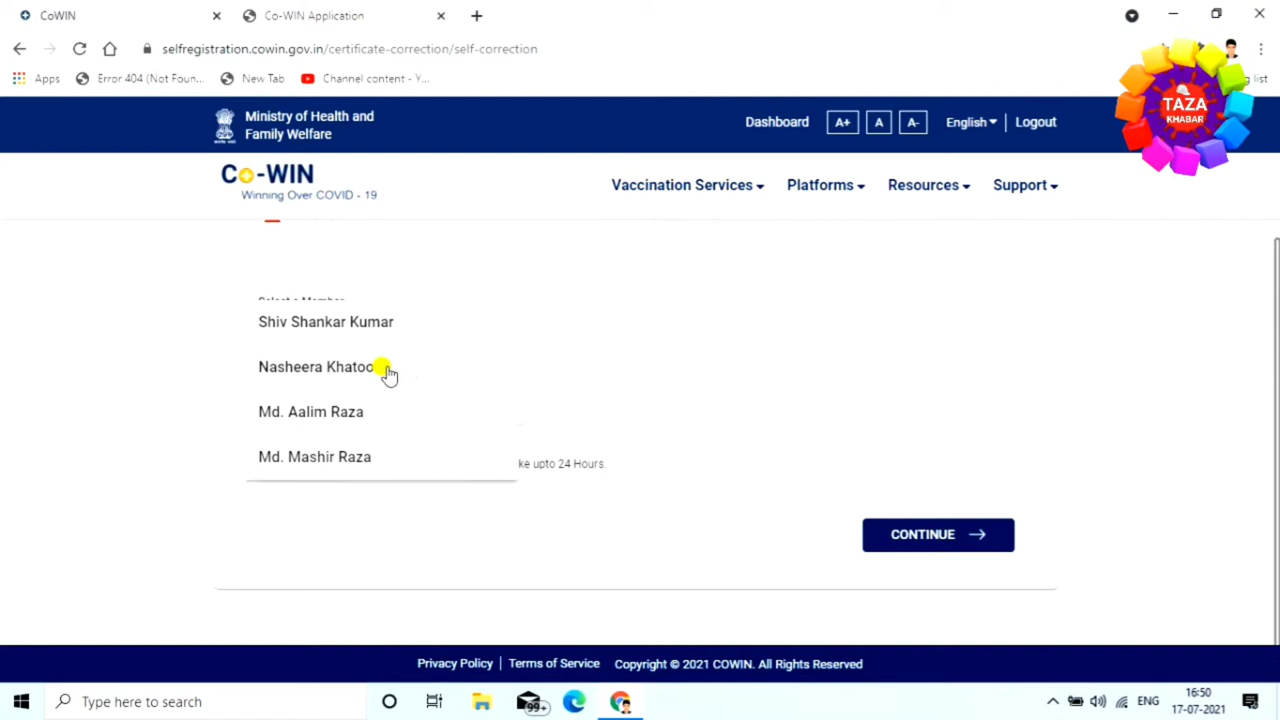 CoWIN
Co-WIN Application
selfregistration.cowin.gov.in/certificate-correction/self-correction
Apps
Error 404 (Not Foun...
New Tab
Channel content - Y...
g list
TAZA
KHABAR
Ministry of Health and
Family Welfare
Dashboard
A+
A
A-
English
Logout
Co-WIN
Winning Over COVID - 19
Vaccination Services
Platforms
Resources
Support
Select a Member
Shiv Shankar Kumar
Nasheera Khatoo
Md. Aalim Raza
Md. Mashir Raza
ke upto 24 Hours.
CONTINUE
Privacy Policy
Terms of Service
Copyright © 2021 COWIN. All Rights Reserved
Type here to search
99+
ENG
16:50
17-07-2021